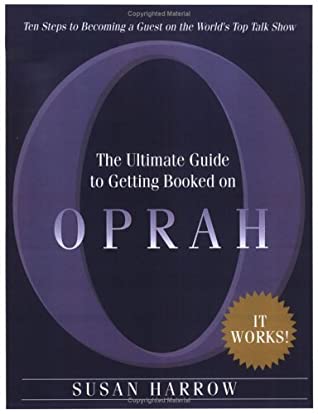 Ten Steps to Becoming a Guest on the World's Top Talk Show
The Ultimate Guide
to Getting Booked on
OPRAH
IT
WORKS!
SUSAN HARROW